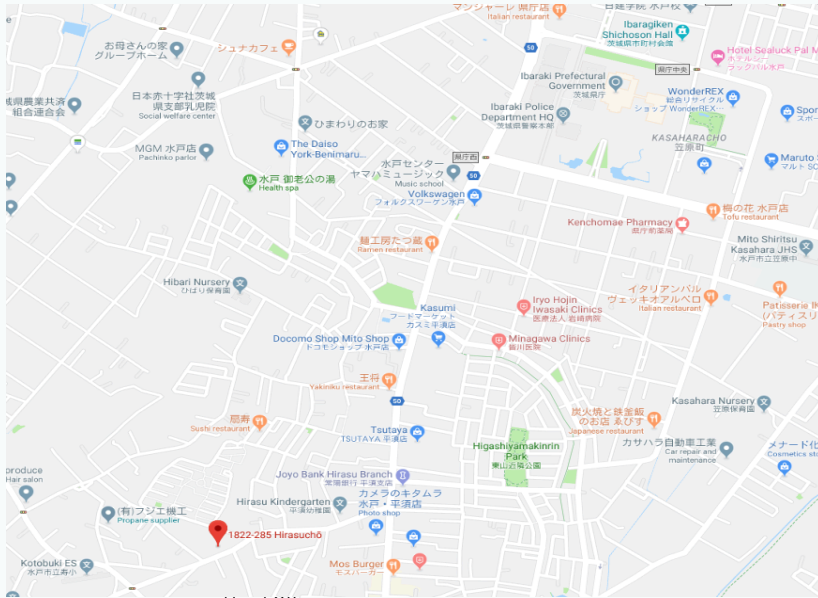 マンジャーレ 県庁店
Italian restaurant
日建学院 水戸校
Ibaragiken
Shichoson Hall
茨城県市町村会館
お母さんの家
グループホーム
シュナカフェ
50
Hotel Sealuck Pal M
ホテルシー
ラックパル水戸
県庁中央
Ibaraki Prefectural
Government
茨城県庁
WonderREX
総合リサイクル
ショップ WonderREX-…
日本赤十字社茨城
県支部乳児院
Social welfare center
城県農業共済
組合連合会
Ibaraki Police
Department HQ
茨城県警察本部
Spor
スポー
ひまわりのお家
KASAHARACHO
笠原町
MGM 水戸店
Pachinko parlor
The Daiso
York-Benimaru...
県庁西
水戸センター
ヤマハミュージック
Music school
50
Maruto S
マルト SC
水戸 御老公の湯
Health spa
Volkswagen
フォルクスワーゲン水戸
梅の花 水戸店
Tofu restaurant
Kenchomae Pharmacy
県庁前薬局
麺工房たつ蔵
Ramen restaurant
Mito Shiritsu
Kasahara JHS
水戸市立笠原中
Hibari Nursery
ひばり保育園
イタリアンバル
ヴェッキオアルベロ
Italian restaurant
Patisserie IK
(パティスリ
Pastry shop
Iryo Hojin
Iwasaki Clinics
医療法人 岩崎病院
Kasumi
フードマーケット
カスミ平須店
Docomo Shop Mito Shop
ドコモショップ 水戸店
Minagawa Clinics
皆川医院
王将
Yakiniku restaurant
50
Kasahara Nursery
笠原保育園
扇寿
Sushi restaurant
炭火焼と鉄釜飯
のお店 ゑびす
Japanese restaurant
Tsutaya
TSUTAYA 平須店
Higashiyamakinrin
Park
東山近隣公園
カサハラ自動車工業
Car repair and
maintenance
メナード化
Cosmetics sto
oroduce
Hair salon
Joyo Bank Hirasu Branch
常陽銀行 平須支店
Hirasu Kindergarten
平須幼稚園
カメラのキタムラ
水戸・平須店
Photo shop
(有)フジエ機工
Propane supplier
1822-285 Hirasuchō
Kotobuki ES
水戸市立寿小
Mos Burger
モスバーガー